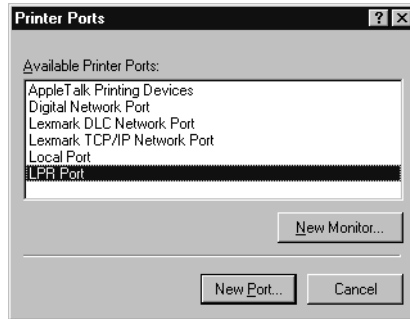 Printer Ports
Available Printer Ports:
AppleTalk Printing Devices
Digital Network Port
Lexmark DLC Network Port
Lexmark TCP/IP Network Port
Local Port
LPR Port
New Monitor...
New Port...
Cancel